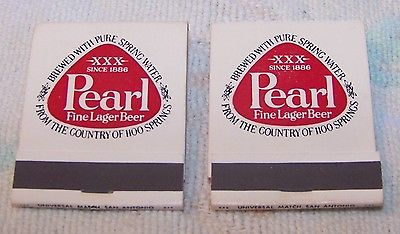 BREWED WITH PURE SPRING WATER
XXX
SINCE 1886
Pearl
Fine Lager Beer
FROM THE COUNTRY OF 1100 SPRINGS
UNIVERSAL MATCH, SAN ANTONIO
BREWED WITH PURE SPRING WATER
XXX
SINCE 1886
Pearl
Fine Lager Beer
FROM THE COUNTRY OF 1100 SPRINGS
UNIVERSAL MATCH, SAN ANTONIO